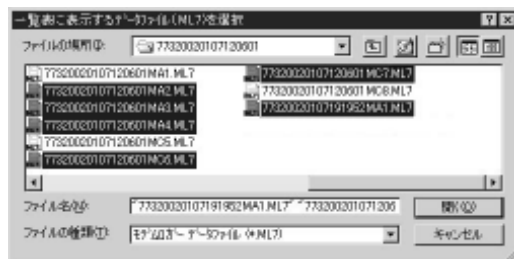 一覧表に表示するデータファイル(ML7)を選択
ファイルの場所(I):
77320020107120601
77320020107120601MA1.ML7
77320020107120601MA2.ML7
77320020107120601MA3.ML7
77320020107120601MA4.ML7
77320020107120601MC5.ML7
77320020107120601MC6.ML7
77320020107120601MC7.ML7
77320020107120601MC8.ML7
77320020107191952MA1.ML7
ファイル名(N):
"77320020107191952MA1.ML7" "773200201071206
開く(O)
ファイルの種類(T):
モデムロガー データファイル (*.ML7)
キャンセル